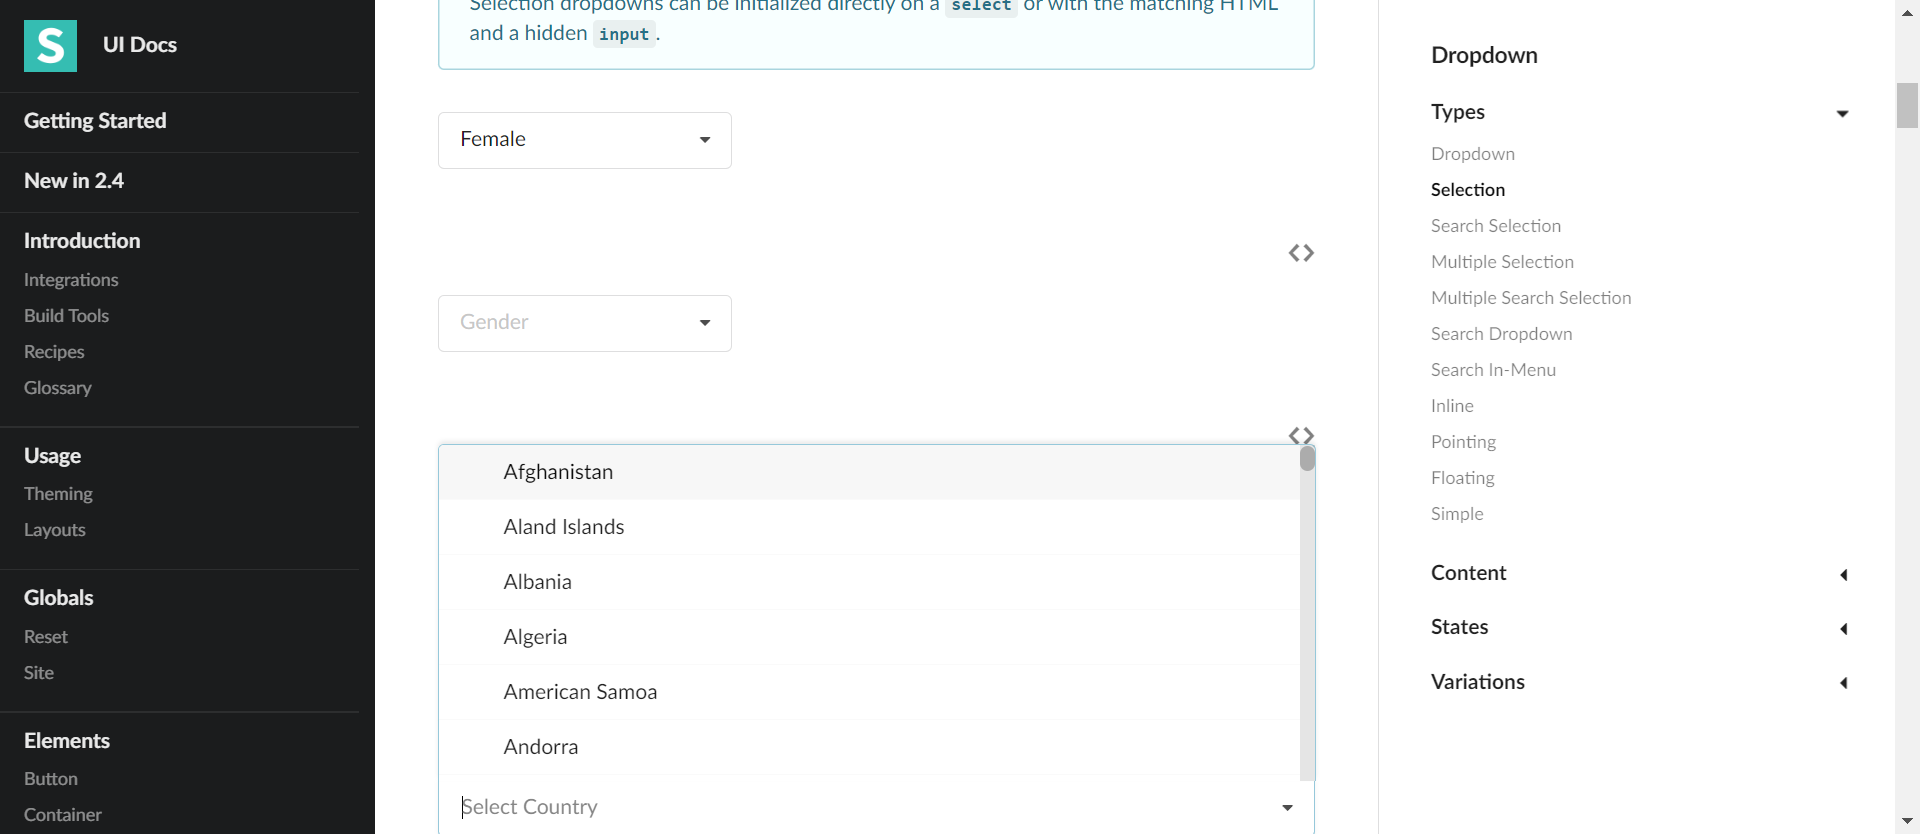 S
UI Docs
Getting Started
New in 2.4
Introduction
Integrations
Build Tools
Recipes
Glossary
Usage
Theming
Layouts
Globals
Reset
Site
Elements
Button
Container
Selection dropdowns can be initialized directly on a select or with the matching HTML
and a hidden input.
Female
Gender
Afghanistan
Aland Islands
Albania
Algeria
American Samoa
Andorra
Select Country
Dropdown
Types
Dropdown
Selection
Search Selection
Multiple Selection
Multiple Search Selection
Search Dropdown
Search In-Menu
Inline
Pointing
Floating
Simple
Content
States
Variations